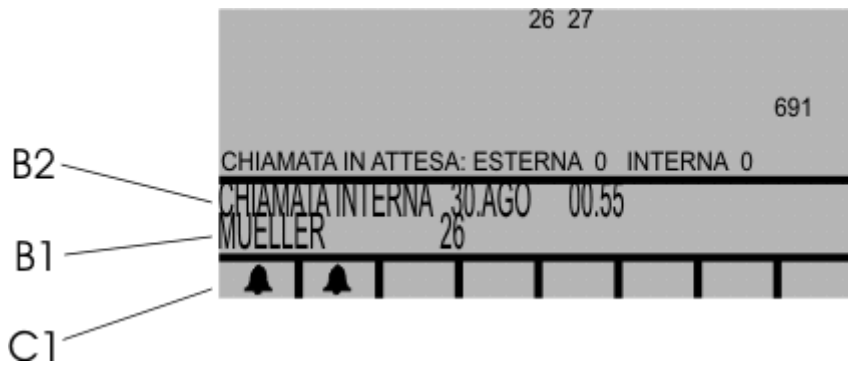 26 27
691
CHIAMATA IN ATTESA: ESTERNA 0 INTERNA 0
B2
CHIAMATA INTERNA 30.AGO 00.55
B1
MUELLER 26
C1